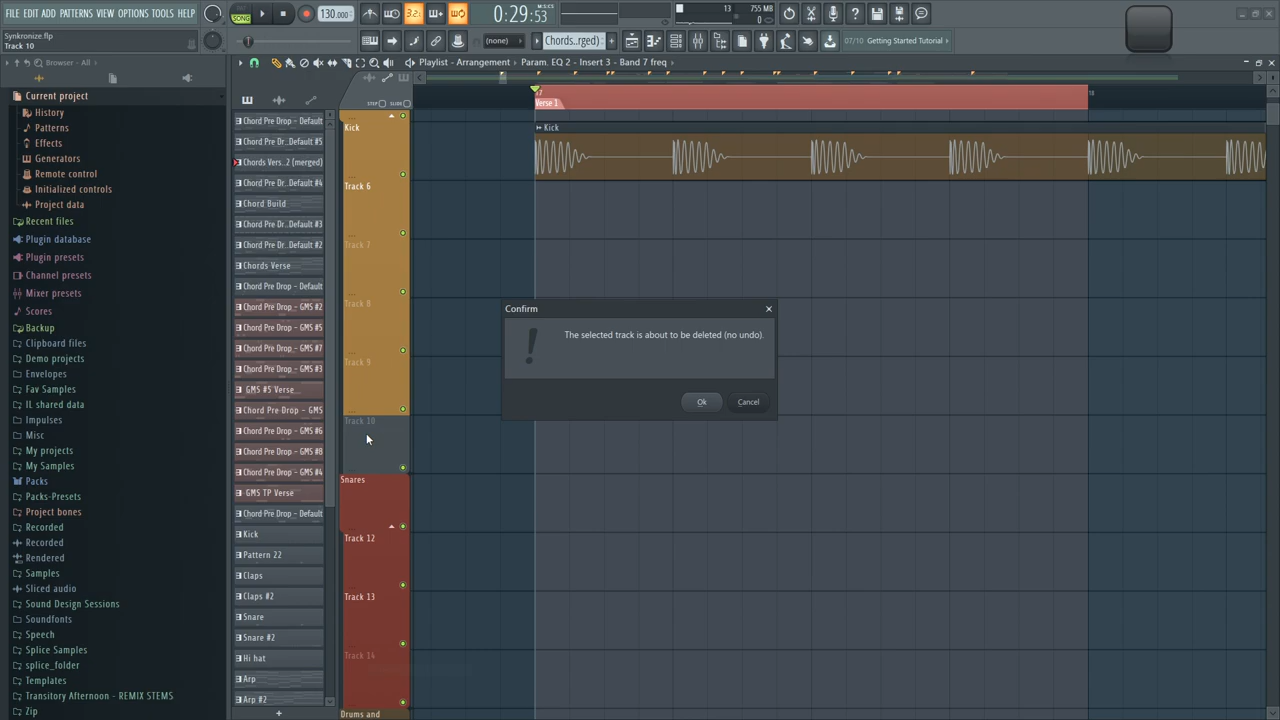 FILE EDIT ADD PATTERNS VIEW OPTIONS TOOLS HELP
Synkronize.flp
Track 10
SONG
130.000
3.2.
0:29:53
M:S:CS
13
755 MB
0
(none)
Chords..rged)
07/10 Getting Started Tutorial
Browser - All
Playlist - Arrangement
Param. EQ 2 - Insert 3 - Band 7 freq
Current project
History
Patterns
Effects
Generators
Remote control
Initialized controls
Project data
Recent files
Plugin database
Plugin presets
Channel presets
Mixer presets
Scores
Backup
Clipboard files
Demo projects
Envelopes
Fav Samples
IL shared data
Impulses
Misc
My projects
My Samples
Packs
Packs-Presets
Project bones
Recorded
Recorded
Rendered
Samples
Sliced audio
Sound Design Sessions
Soundfonts
Speech
Splice Samples
splice_folder
Templates
Transitory Afternoon - REMIX STEMS
Zip
Chord Pre Drop - Default
Chord Pre Dr..Default #5
Chords Vers..2 (merged)
Chord Pre Dr..Default #4
Chord Build
Chord Pre Dr..Default #3
Chord Pre Dr..Default #2
Chords Verse
Chord Pre Drop - Default
Chord Pre Drop - GMS #2
Chord Pre Drop - GMS #5
Chord Pre Drop - GMS #7
Chord Pre Drop - GMS #3
GMS #5 Verse
Chord Pre Drop - GMS
Chord Pre Drop - GMS #6
Chord Pre Drop - GMS #8
Chord Pre Drop - GMS #4
GMS TP Verse
Chord Pre Drop - Default
Kick
Pattern 22
Claps
Claps #2
Snare
Snare #2
Hi hat
Arp
Arp #2
STEP
SLIDE
Kick
Track 6
Track 7
Track 8
Track 9
Track 10
Snares
Track 12
Track 13
Track 14
Drums and
17
18
Verse 1
Kick
Confirm
The selected track is about to be deleted (no undo).
Ok
Cancel